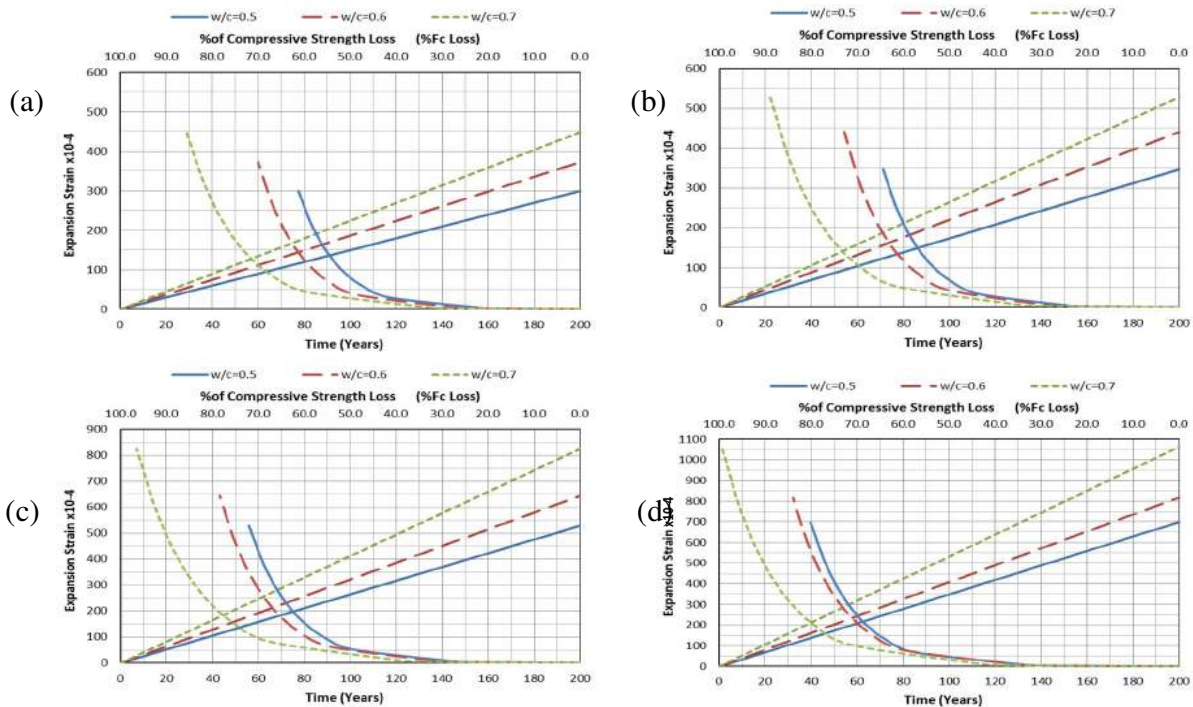 w/c=0.5 w/c=0.6 w/c=0.7
%of Compressive Strength Loss (%Fc Loss)
100.0 90.0 80.0 70.0 60.0 50.0 40.0 30.0 20.0 10.0 0.0
(a)
Expansion Strain x10-4
600
500
400
300
200
100
0
0 20 40 60 80 100 120 140 160 180 200
Time (Years)
w/c=0.5 w/c=0.6 w/c=0.7
%of Compressive Strength Loss (%Fc Loss)
100.0 90.0 80.0 70.0 60.0 50.0 40.0 30.0 20.0 10.0 0.0
(b)
Expansion Strain x10-4
600
500
400
300
200
100
0
0 20 40 60 80 100 120 140 160 180 200
Time (Years)
w/c=0.5 w/c=0.6 w/c=0.7
%of Compressive Strength Loss (%Fc Loss)
100.0 90.0 80.0 70.0 60.0 50.0 40.0 30.0 20.0 10.0 0.0
(c)
Expansion Strain x10-4
900
800
700
600
500
400
300
200
100
0
0 20 40 60 80 100 120 140 160 180 200
Time (Years)
w/c=0.5 w/c=0.6 w/c=0.7
%of Compressive Strength Loss (%Fc Loss)
100.0 90.0 80.0 70.0 60.0 50.0 40.0 30.0 20.0 10.0 0.0
(d)
Expansion Strain
1100
1000
900
800
700
600
500
400
300
200
100
0
0 20 40 60 80 100 120 140 160 180 200
Time (Years)